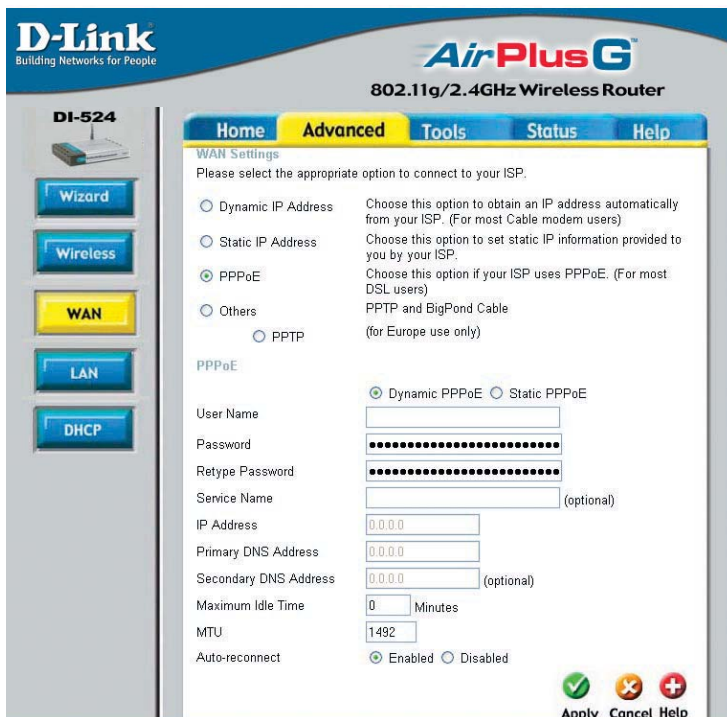 D-Link
Building Networks for People
AirPlus G™
802.11g/2.4GHz Wireless Router
DI-524
Home Advanced Tools Status Help
Wizard
Wireless
WAN
LAN
DHCP
WAN Settings
Please select the appropriate option to connect to your ISP.
Dynamic IP Address Choose this option to obtain an IP address automatically
from your ISP. (For most Cable modem users)
Static IP Address Choose this option to set static IP information provided to
you by your ISP.
PPPoE Choose this option if your ISP uses PPPoE. (For most
DSL users)
Others PPTP and BigPond Cable
PPTP (for Europe use only)
PPPoE
Dynamic PPPoE Static PPPoE
User Name
Password ●●●●●●●●●●●●●●●●●●●●●●●●●●
Retype Password ●●●●●●●●●●●●●●●●●●●●●●●●●●
Service Name (optional)
IP Address 0.0.0.0
Primary DNS Address 0.0.0.0
Secondary DNS Address 0.0.0.0 (optional)
Maximum Idle Time 0 Minutes
MTU 1492
Auto-reconnect Enabled Disabled
Apply Cancel Help